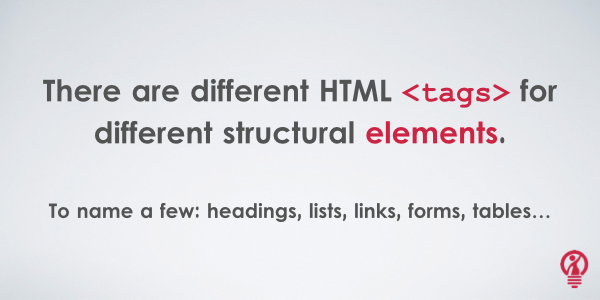 There are different HTML <tags> for
different structural elements.
To name a few: headings, lists, links, forms, tables...